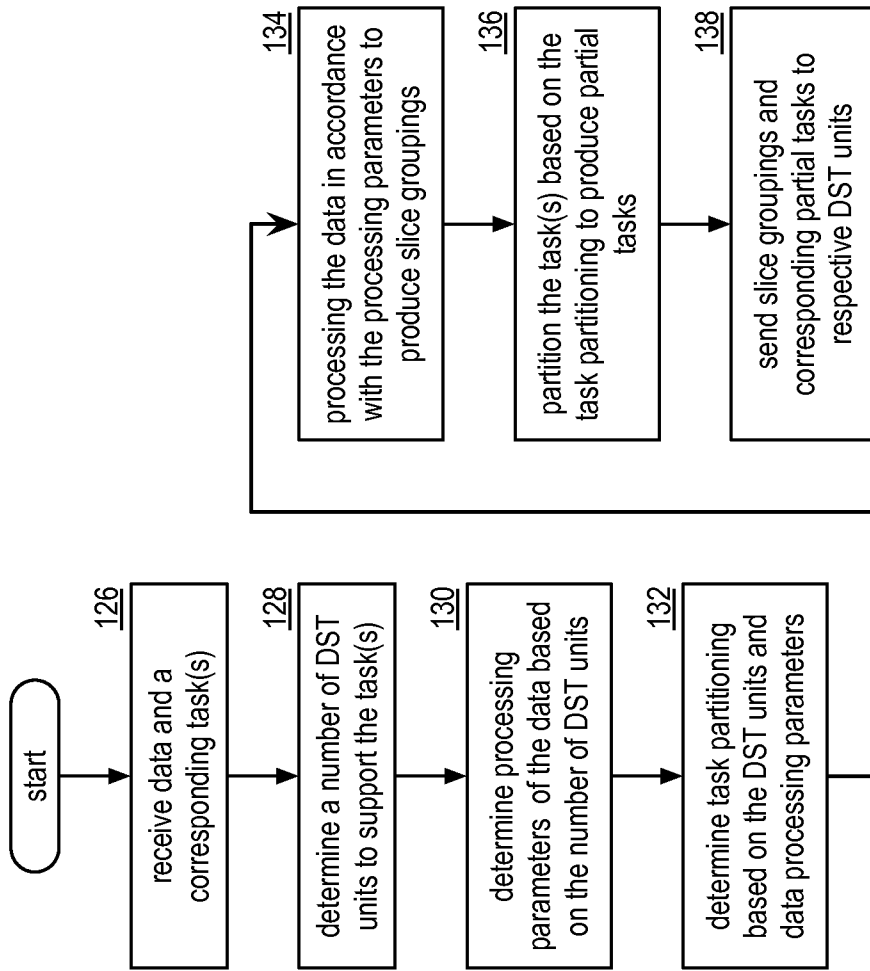 start
126
receive data and a
corresponding task(s)
128
determine a number of DST
units to support the task(s)
130
determine processing
parameters of the data based
on the number of DST units
132
determine task partitioning
based on the DST units and
data processing parameters
134
processing the data in accordance
with the processing parameters to
produce slice groupings
136
partition the task(s) based on the
task partitioning to produce partial
tasks
138
send slice groupings and
corresponding partial tasks to
respective DST units